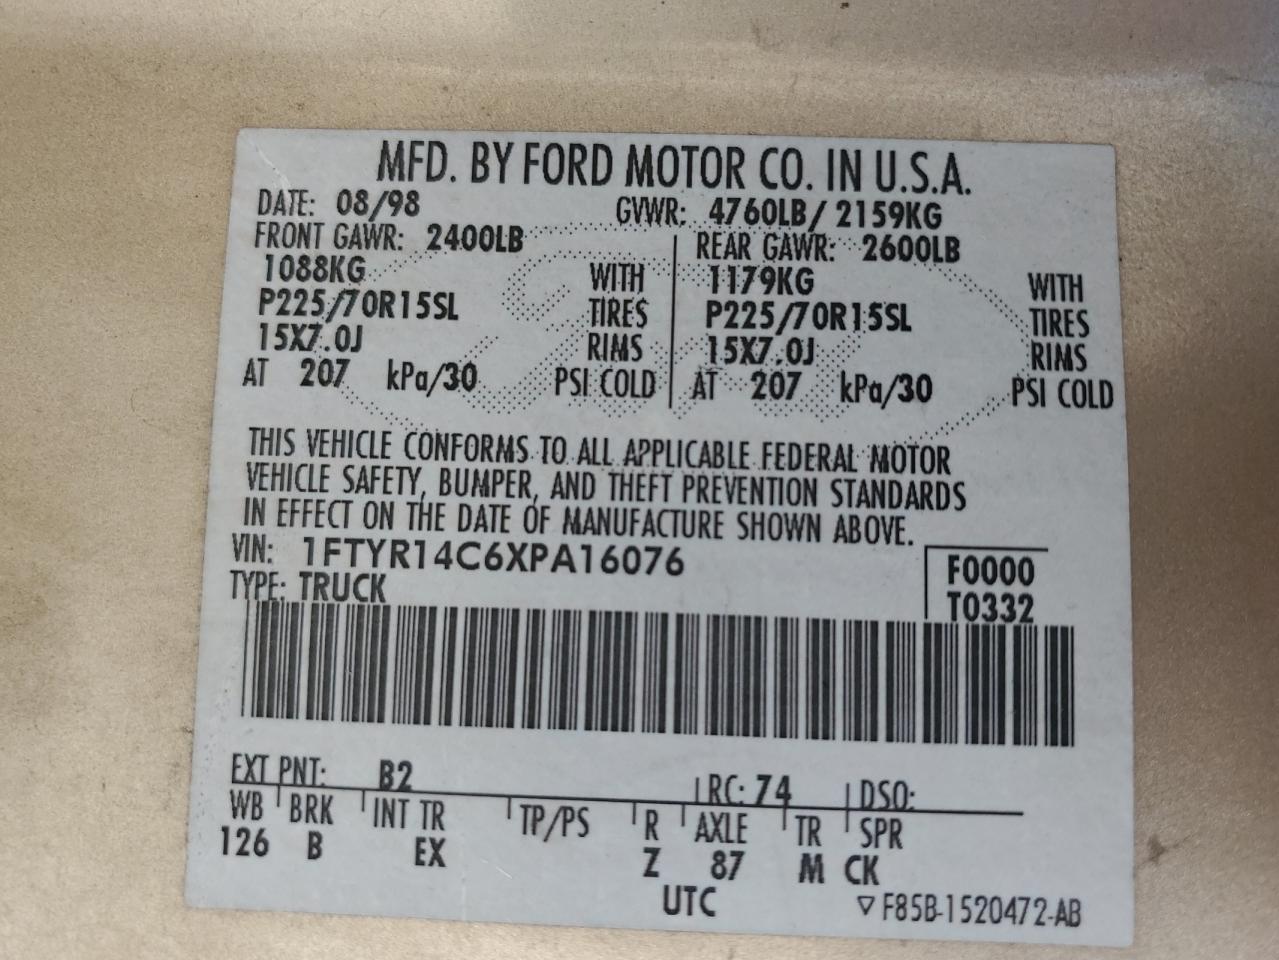 MFD. BY FORD MOTOR CO. IN U.S.A.
DATE: 08/98 GVWR: 4760LB/ 2159KG
FRONT GAWR: 2400LB REAR GAWR: 2600LB
1088KG WITH 1179KG WITH
P225/70R15SL TIRES P225/70R15SL TIRES
15X7.0J RIMS 15X7.0J RIMS
AT 207 kPa/30 PSI COLD AT 207 kPa/30 PSI COLD
THIS VEHICLE CONFORMS TO ALL APPLICABLE FEDERAL MOTOR
VEHICLE SAFETY, BUMPER, AND THEFT PREVENTION STANDARDS
IN EFFECT ON THE DATE OF MANUFACTURE SHOWN ABOVE.
VIN: 1FTYR14C6XPA16076 F0000
TYPE: TRUCK T0332
EXT PNT: B2 RC: 74 DSO:
WB BRK INT TR TP/PS R AXLE TR SPR
126 B EX Z 87 M CK
UTC ▽ F85B-1520472-AB